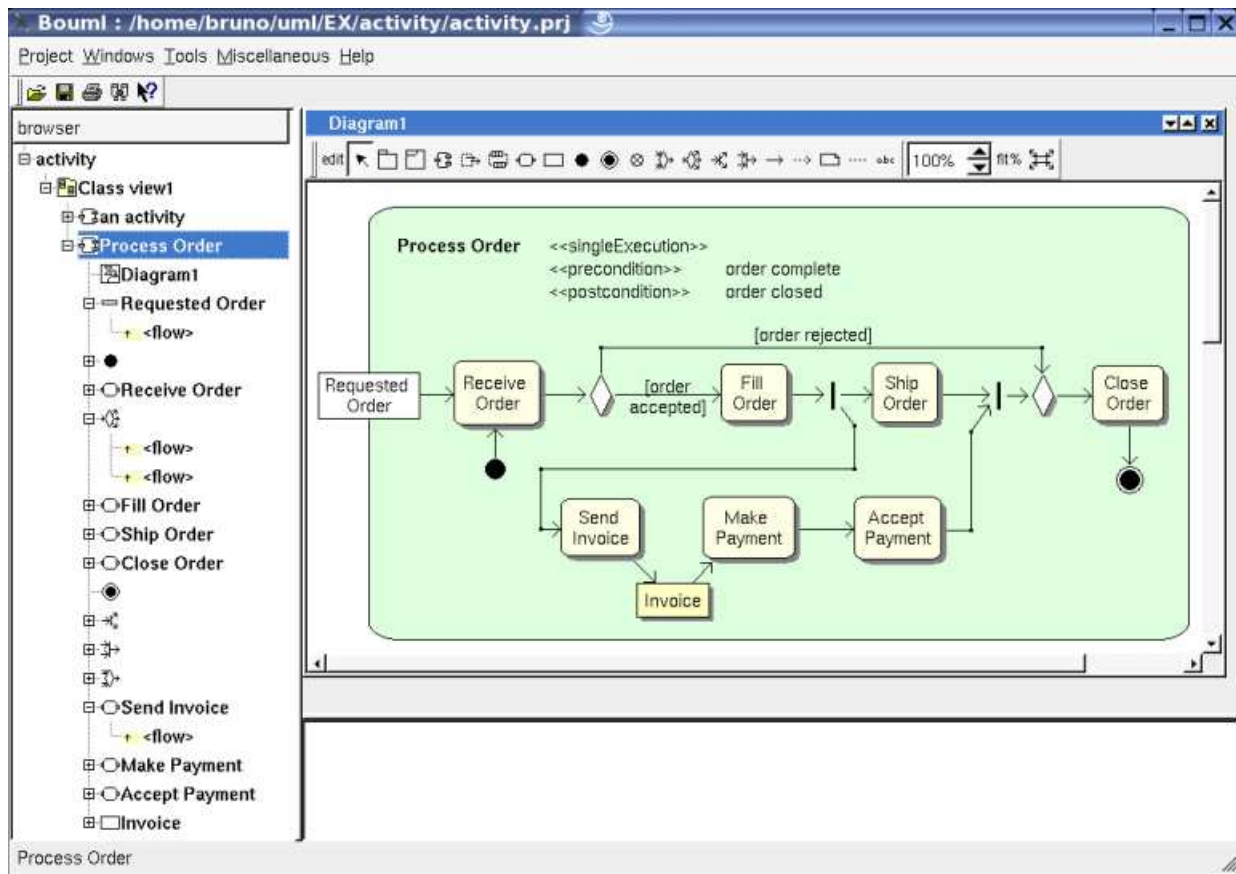 Bouml : /home/bruno/uml/EX/activity/activity.prj
Project Windows Tools Miscellaneous Help
browser
activity
Class view1
an activity
Process Order
Diagram1
Requested Order
<flow>
Receive Order
<flow>
<flow>
Fill Order
Ship Order
Close Order
Send Invoice
<flow>
Make Payment
Accept Payment
Invoice
Diagram1
edit
abc
100%
fit%
Process Order <<singleExecution>>
<<precondition>> order complete
<<postcondition>> order closed
[order rejected]
Requested
Order
Receive
Order
[order
accepted]
Fill
Order
Ship
Order
Close
Order
Send
Invoice
Make
Payment
Accept
Payment
Invoice
Process Order